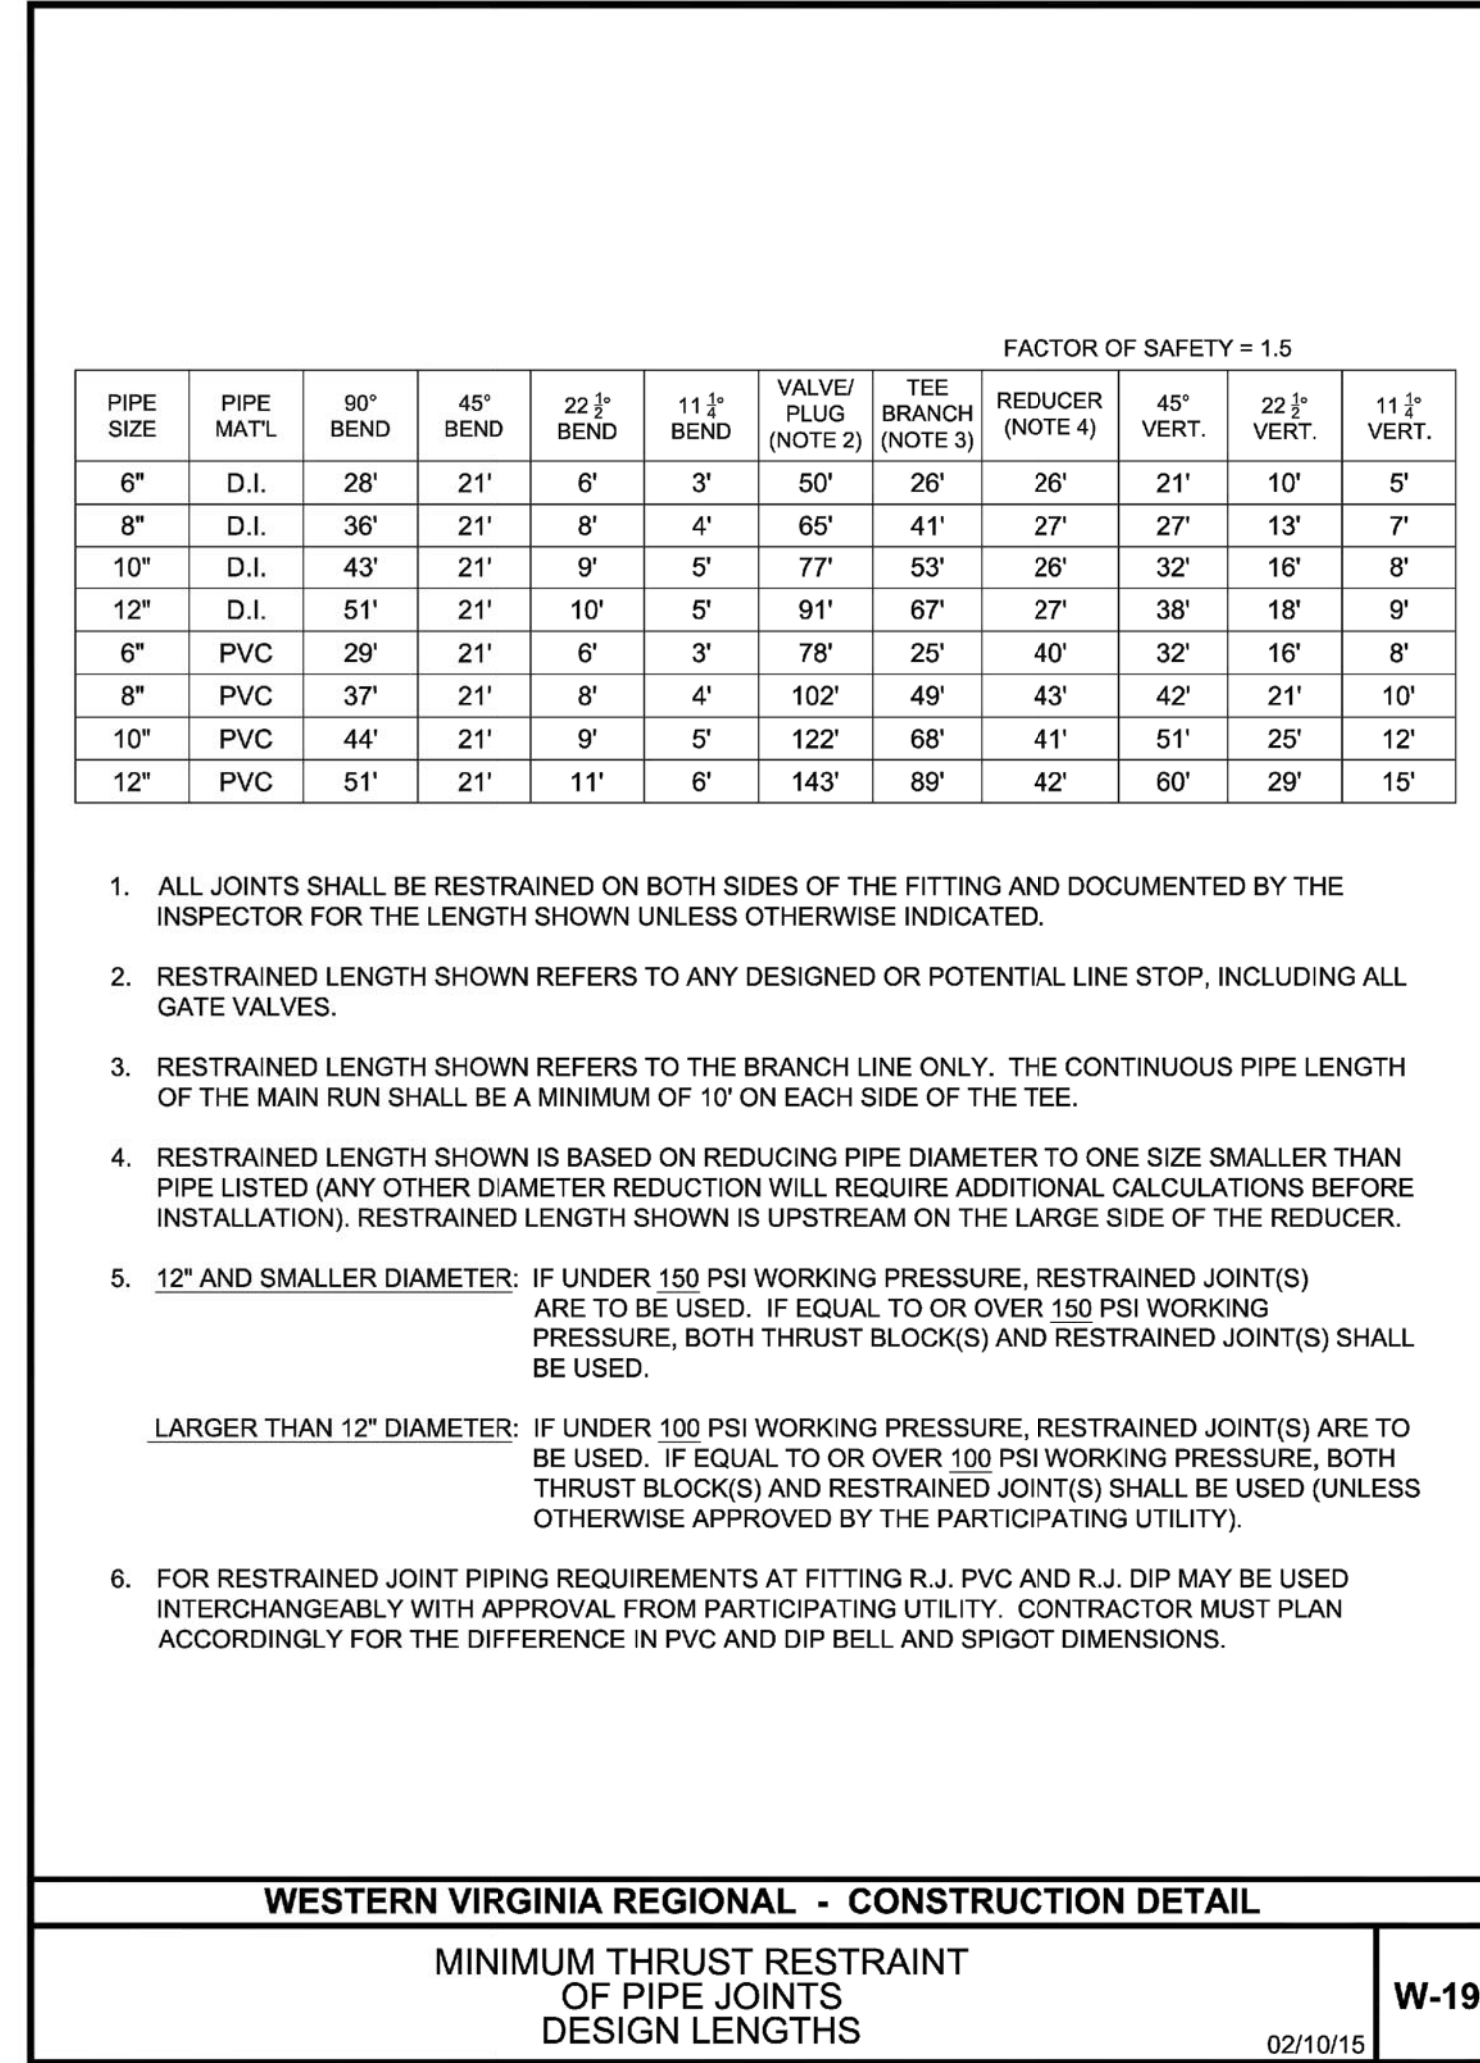 FACTOR OF SAFETY = 1.5
PIPE SIZE | PIPE MAT'L | 90° BEND | 45° BEND | 22 1/2° BEND | 11 1/4° BEND | VALVE/ PLUG (NOTE 2) | TEE BRANCH (NOTE 3) | REDUCER (NOTE 4) | 45° VERT. | 22 1/2° VERT. | 11 1/4° VERT.
6" | D.I. | 28' | 21' | 6' | 3' | 50' | 26' | 26' | 21' | 10' | 5'
8" | D.I. | 36' | 21' | 8' | 4' | 65' | 41' | 27' | 27' | 13' | 7'
10" | D.I. | 43' | 21' | 9' | 5' | 77' | 53' | 26' | 32' | 16' | 8'
12" | D.I. | 51' | 21' | 10' | 5' | 91' | 67' | 27' | 38' | 18' | 9'
6" | PVC | 29' | 21' | 6' | 3' | 78' | 25' | 40' | 32' | 16' | 8'
8" | PVC | 37' | 21' | 8' | 4' | 102' | 49' | 43' | 42' | 21' | 10'
10" | PVC | 44' | 21' | 9' | 5' | 122' | 68' | 41' | 51' | 25' | 12'
12" | PVC | 51' | 21' | 11' | 6' | 143' | 89' | 42' | 60' | 29' | 15'
1. ALL JOINTS SHALL BE RESTRAINED ON BOTH SIDES OF THE FITTING AND DOCUMENTED BY THE
INSPECTOR FOR THE LENGTH SHOWN UNLESS OTHERWISE INDICATED.
2. RESTRAINED LENGTH SHOWN REFERS TO ANY DESIGNED OR POTENTIAL LINE STOP, INCLUDING ALL
GATE VALVES.
3. RESTRAINED LENGTH SHOWN REFERS TO THE BRANCH LINE ONLY. THE CONTINUOUS PIPE LENGTH
OF THE MAIN RUN SHALL BE A MINIMUM OF 10' ON EACH SIDE OF THE TEE.
4. RESTRAINED LENGTH SHOWN IS BASED ON REDUCING PIPE DIAMETER TO ONE SIZE SMALLER THAN
PIPE LISTED (ANY OTHER DIAMETER REDUCTION WILL REQUIRE ADDITIONAL CALCULATIONS BEFORE
INSTALLATION). RESTRAINED LENGTH SHOWN IS UPSTREAM ON THE LARGE SIDE OF THE REDUCER.
5. 12" AND SMALLER DIAMETER: IF UNDER 150 PSI WORKING PRESSURE, RESTRAINED JOINT(S)
ARE TO BE USED. IF EQUAL TO OR OVER 150 PSI WORKING
PRESSURE, BOTH THRUST BLOCK(S) AND RESTRAINED JOINT(S) SHALL
BE USED.
LARGER THAN 12" DIAMETER: IF UNDER 100 PSI WORKING PRESSURE, RESTRAINED JOINT(S) ARE TO
BE USED. IF EQUAL TO OR OVER 100 PSI WORKING PRESSURE, BOTH
THRUST BLOCK(S) AND RESTRAINED JOINT(S) SHALL BE USED (UNLESS
OTHERWISE APPROVED BY THE PARTICIPATING UTILITY).
6. FOR RESTRAINED JOINT PIPING REQUIREMENTS AT FITTING R.J. PVC AND R.J. DIP MAY BE USED
INTERCHANGEABLY WITH APPROVAL FROM PARTICIPATING UTILITY. CONTRACTOR MUST PLAN
ACCORDINGLY FOR THE DIFFERENCE IN PVC AND DIP BELL AND SPIGOT DIMENSIONS.
WESTERN VIRGINIA REGIONAL - CONSTRUCTION DETAIL
MINIMUM THRUST RESTRAINT
OF PIPE JOINTS
DESIGN LENGTHS
02/10/15
W-19